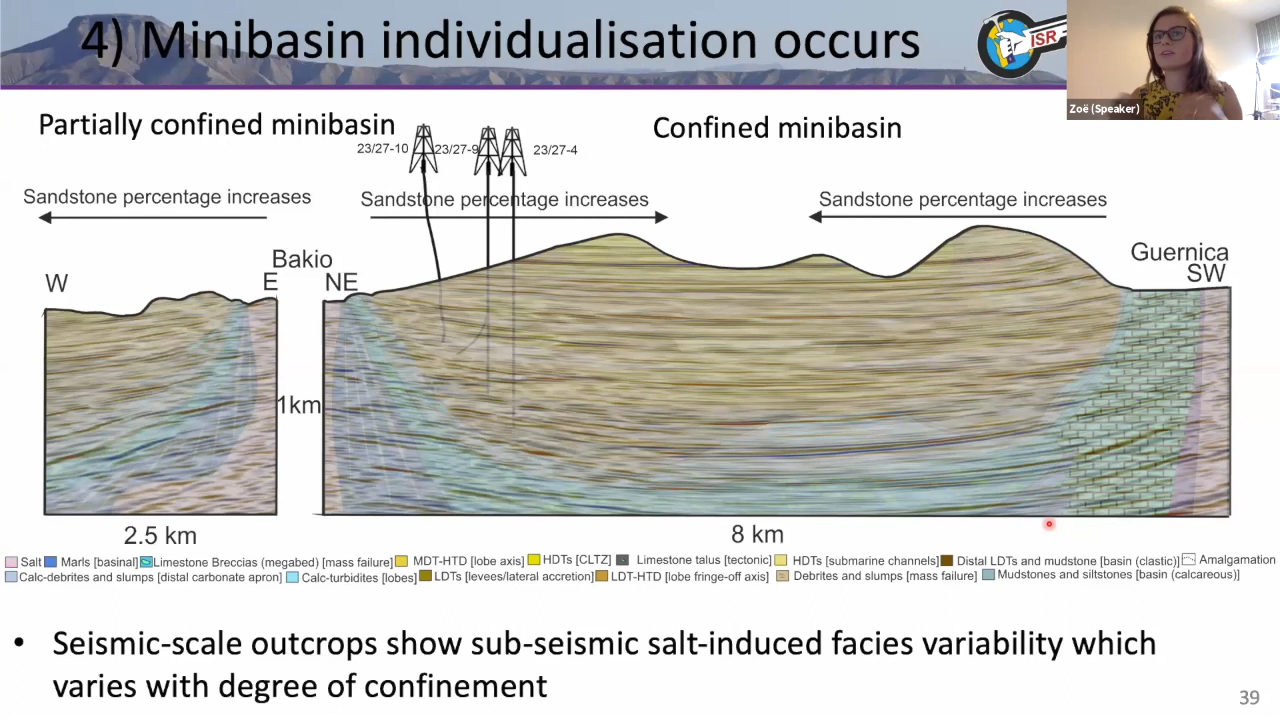 4) Minibasin individualisation occurs
ISR
Zoë (Speaker)
Partially confined minibasin
Confined minibasin
23/27-10
23/27-9
23/27-4
Sandstone percentage increases
Sandstone percentage increases
Sandstone percentage increases
Bakio
Guernica
W
E
NE
SW
1km
2.5 km
8 km
Salt Marls [basinal] Limestone Breccias (megabed) [mass failure] MDT-HTD [lobe axis] HDTs [CLTZ] Limestone talus [tectonic] HDTs [submarine channels] Distal LDTs and mudstone [basin (clastic)] Amalgamation
Calc-debrites and slumps [distal carbonate apron] Calc-turbidites [lobes] LDTs [levees/lateral accretion] LDT-HTD [lobe fringe-off axis] Debrites and slumps [mass failure] Mudstones and siltstones [basin (calcareous)]
• Seismic-scale outcrops show sub-seismic salt-induced facies variability which
varies with degree of confinement
39